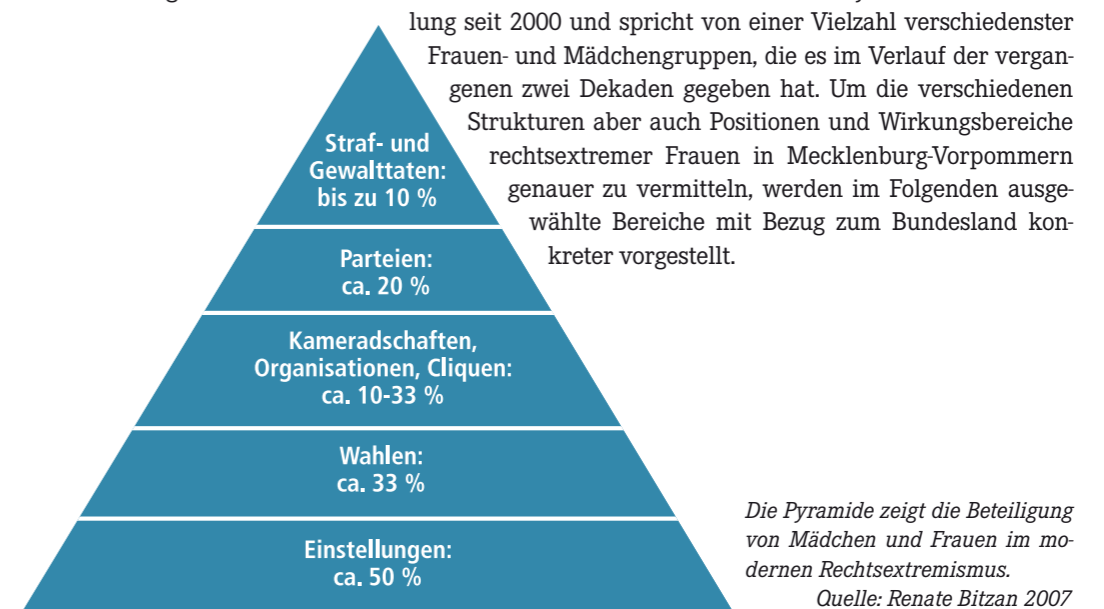 lung seit 2000 und spricht von einer Vielzahl verschiedenster
Frauen- und Mädchengruppen, die es im Verlauf der vergan-
genen zwei Dekaden gegeben hat. Um die verschiedenen
Strukturen aber auch Positionen und Wirkungsbereiche
rechtsextremer Frauen in Mecklenburg-Vorpommern
genauer zu vermitteln, werden im Folgenden ausge-
wählte Bereiche mit Bezug zum Bundesland kon-
kreter vorgestellt.
Straf- und
Gewalttaten:
bis zu 10 %
Parteien:
ca. 20 %
Kameradschaften,
Organisationen, Cliquen:
ca. 10-33 %
Wahlen:
ca. 33 %
Einstellungen:
ca. 50 %
Die Pyramide zeigt die Beteiligung
von Mädchen und Frauen im mo-
dernen Rechtsextremismus.
Quelle: Renate Bitzan 2007